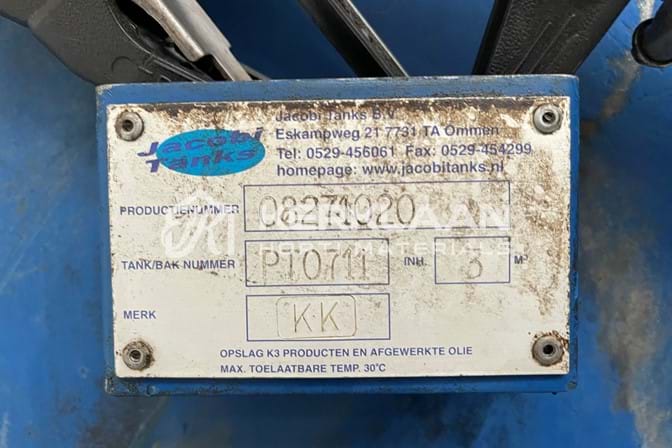 Jacobi Tanks B.V.
Jacobi Tanks
Eskampweg 21 7731 TA Ommen
Tel: 0529-456061 Fax: 0529-454299
homepage: www.jacobitanks.nl
PRODUCTIENUMMER 08271020
TANK/BAK NUMMER PT0711 INH. 3 M³
MERK KK
OPSLAG K3 PRODUCTEN EN AFGEWERKTE OLIE
MAX. TOELAATBARE TEMP. 30°C